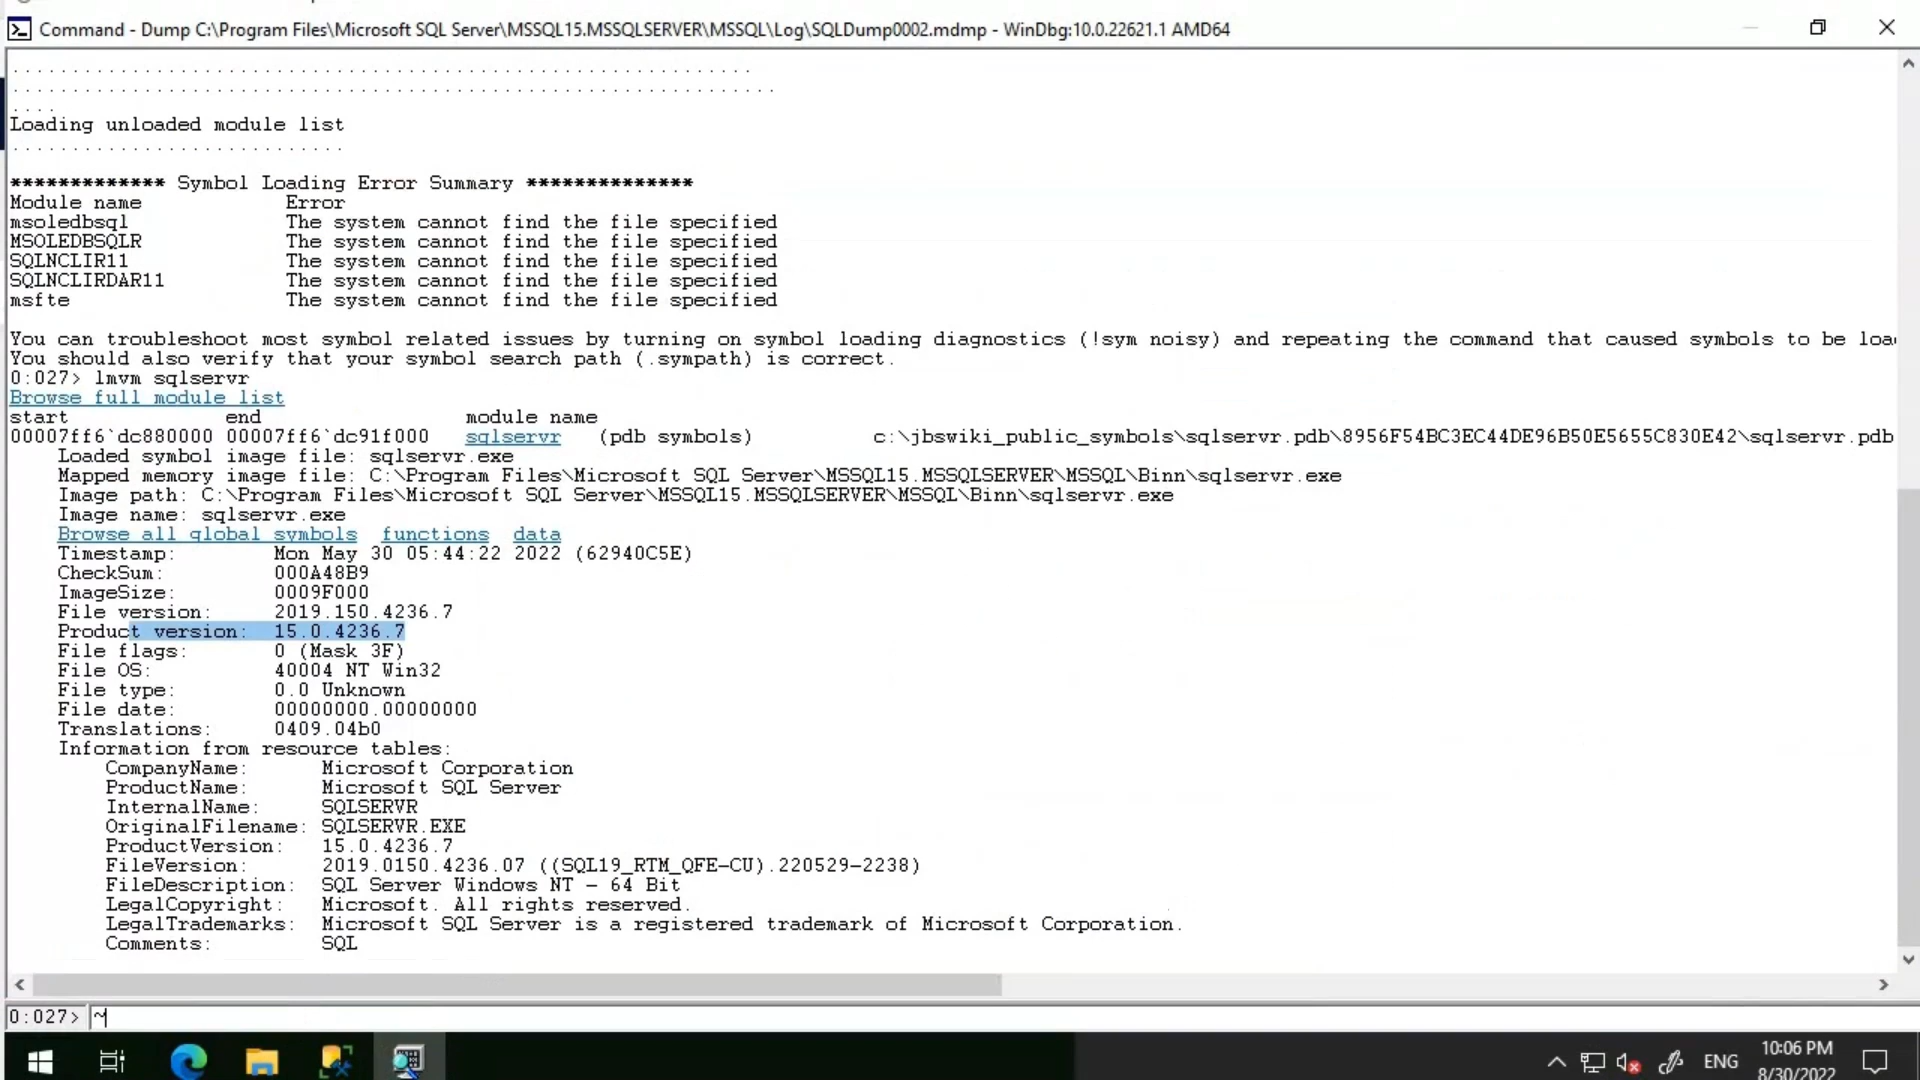 Command - Dump C:\Program Files\Microsoft SQL Server\MSSQL15.MSSQLSERVER\MSSQL\Log\SQLDump0002.mdmp - WinDbg:10.0.22621.1 AMD64
..............................................................
................................................................
....
Loading unloaded module list
............................
************* Symbol Loading Error Summary **************
Module name            Error
msoledbsql             The system cannot find the file specified
MSOLEDBSQLR            The system cannot find the file specified
SQLNCLIR11             The system cannot find the file specified
SQLNCLIRDAR11          The system cannot find the file specified
msfte                  The system cannot find the file specified
You can troubleshoot most symbol related issues by turning on symbol loading diagnostics (!sym noisy) and repeating the command that caused symbols to be loa
You should also verify that your symbol search path (.sympath) is correct.
0:027> lmvm sqlservr
Browse full module list
start             end                 module name
00007ff6`dc880000 00007ff6`dc91f000   sqlservr   (pdb symbols)          c:\jbswiki_public_symbols\sqlservr.pdb\8956F54BC3EC44DE96B50E5655C830E42\sqlservr.pdb
Loaded symbol image file: sqlservr.exe
Mapped memory image file: C:\Program Files\Microsoft SQL Server\MSSQL15.MSSQLSERVER\MSSQL\Binn\sqlservr.exe
Image path: C:\Program Files\Microsoft SQL Server\MSSQL15.MSSQLSERVER\MSSQL\Binn\sqlservr.exe
Image name: sqlservr.exe
Browse all global symbols  functions  data
Timestamp:        Mon May 30 05:44:22 2022 (62940C5E)
CheckSum:         000A48B9
ImageSize:        0009F000
File version:     2019.150.4236.7
Product version:  15.0.4236.7
File flags:       0 (Mask 3F)
File OS:          40004 NT Win32
File type:        0.0 Unknown
File date:        00000000.00000000
Translations:     0409.04b0
Information from resource tables:
CompanyName:      Microsoft Corporation
ProductName:      Microsoft SQL Server
InternalName:     SQLSERVR
OriginalFilename: SQLSERVR.EXE
ProductVersion:   15.0.4236.7
FileVersion:      2019.0150.4236.07 ((SQL19_RTM_QFE-CU).220529-2238)
FileDescription:  SQL Server Windows NT - 64 Bit
LegalCopyright:   Microsoft. All rights reserved.
LegalTrademarks:  Microsoft SQL Server is a registered trademark of Microsoft Corporation.
Comments:         SQL
0:027> ~
ENG
10:06 PM
8/30/2022